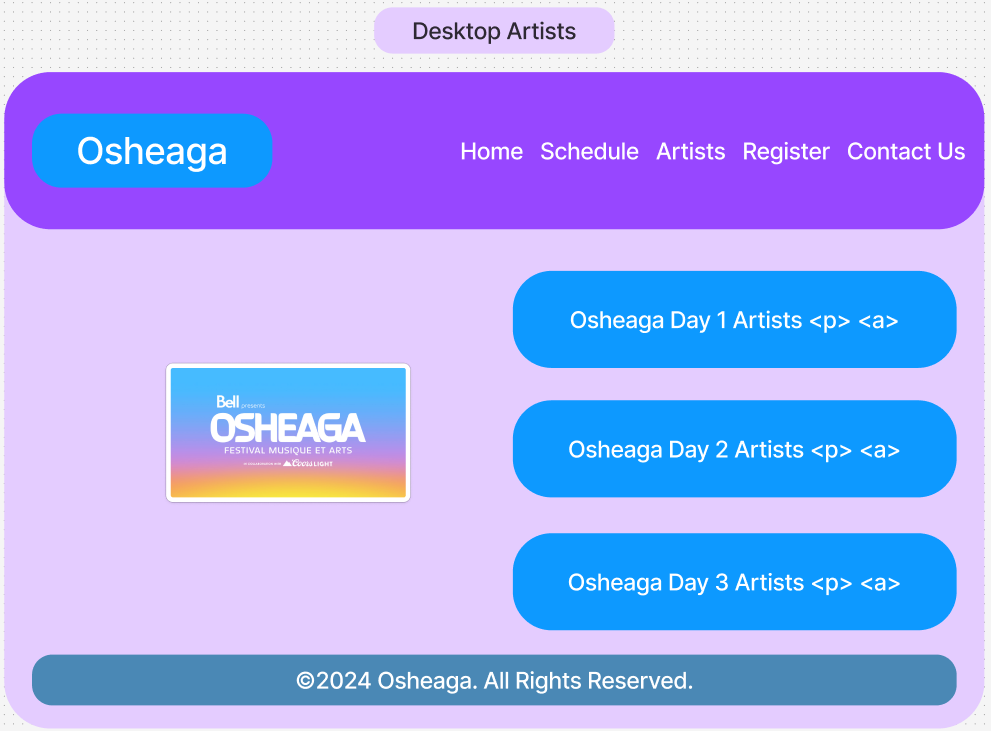 Desktop Artists
Osheaga
Home Schedule Artists Register Contact Us
Osheaga Day 1 Artists <p> <a>
Bell presents
OSHEAGA
FESTIVAL MUSIQUE ET ARTS
Coors LIGHT
Osheaga Day 2 Artists <p> <a>
Osheaga Day 3 Artists <p> <a>
©2024 Osheaga. All Rights Reserved.